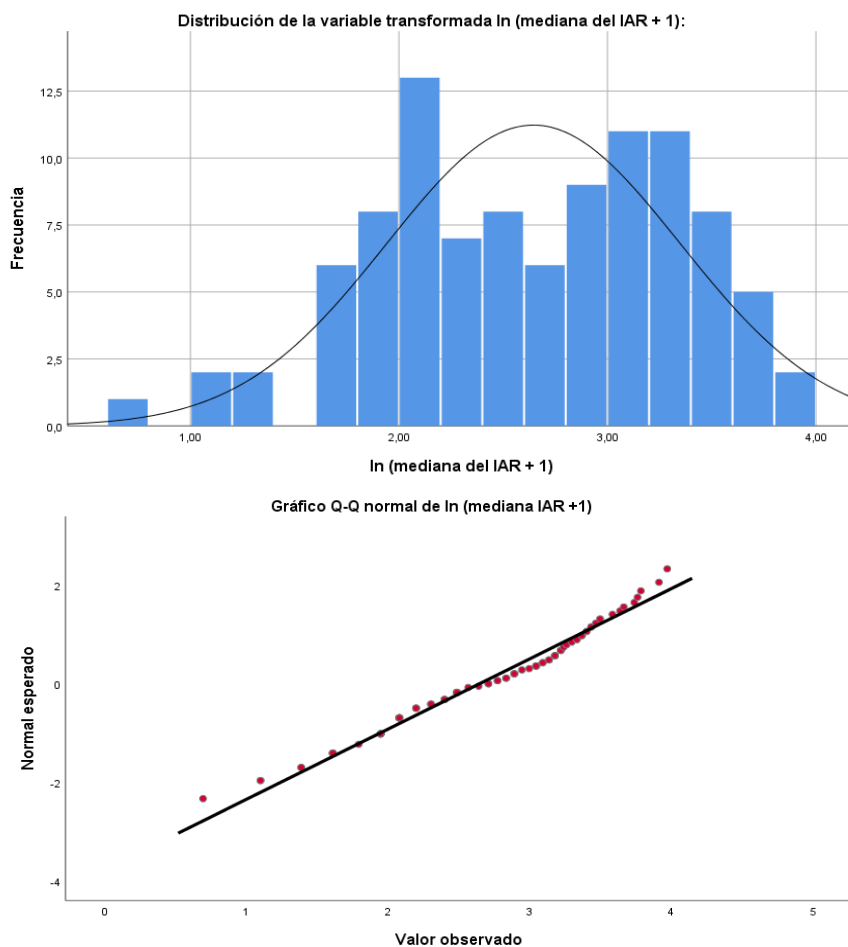 Distribución de la variable transformada ln (mediana del IAR + 1):
Frecuencia
12,5
10,0
7,5
5,0
2,5
0,0
1,00 2,00 3,00 4,00
ln (mediana del IAR + 1)
Gráfico Q-Q normal de ln (mediana IAR +1)
Normal esperado
2
0
-2
-4
0 1 2 3 4 5
Valor observado